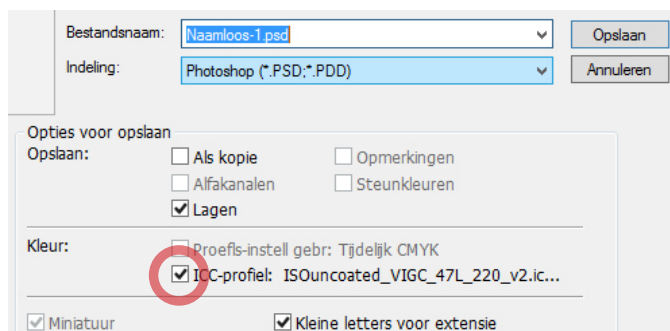 Bestandsnaam: Naamloos-1.psd Opslaan
Indeling: Photoshop (*.PSD;*.PDD) Annuleren
Opties voor opslaan
Opslaan: Als kopie Opmerkingen
Alfakanalen Steunkleuren
Lagen
Kleur: Proefls-instell gebr: Tijdelijk CMYK
ICC-profiel: ISOuncoated_VIGC_47L_220_v2.ic...
Miniatuur Kleine letters voor extensie